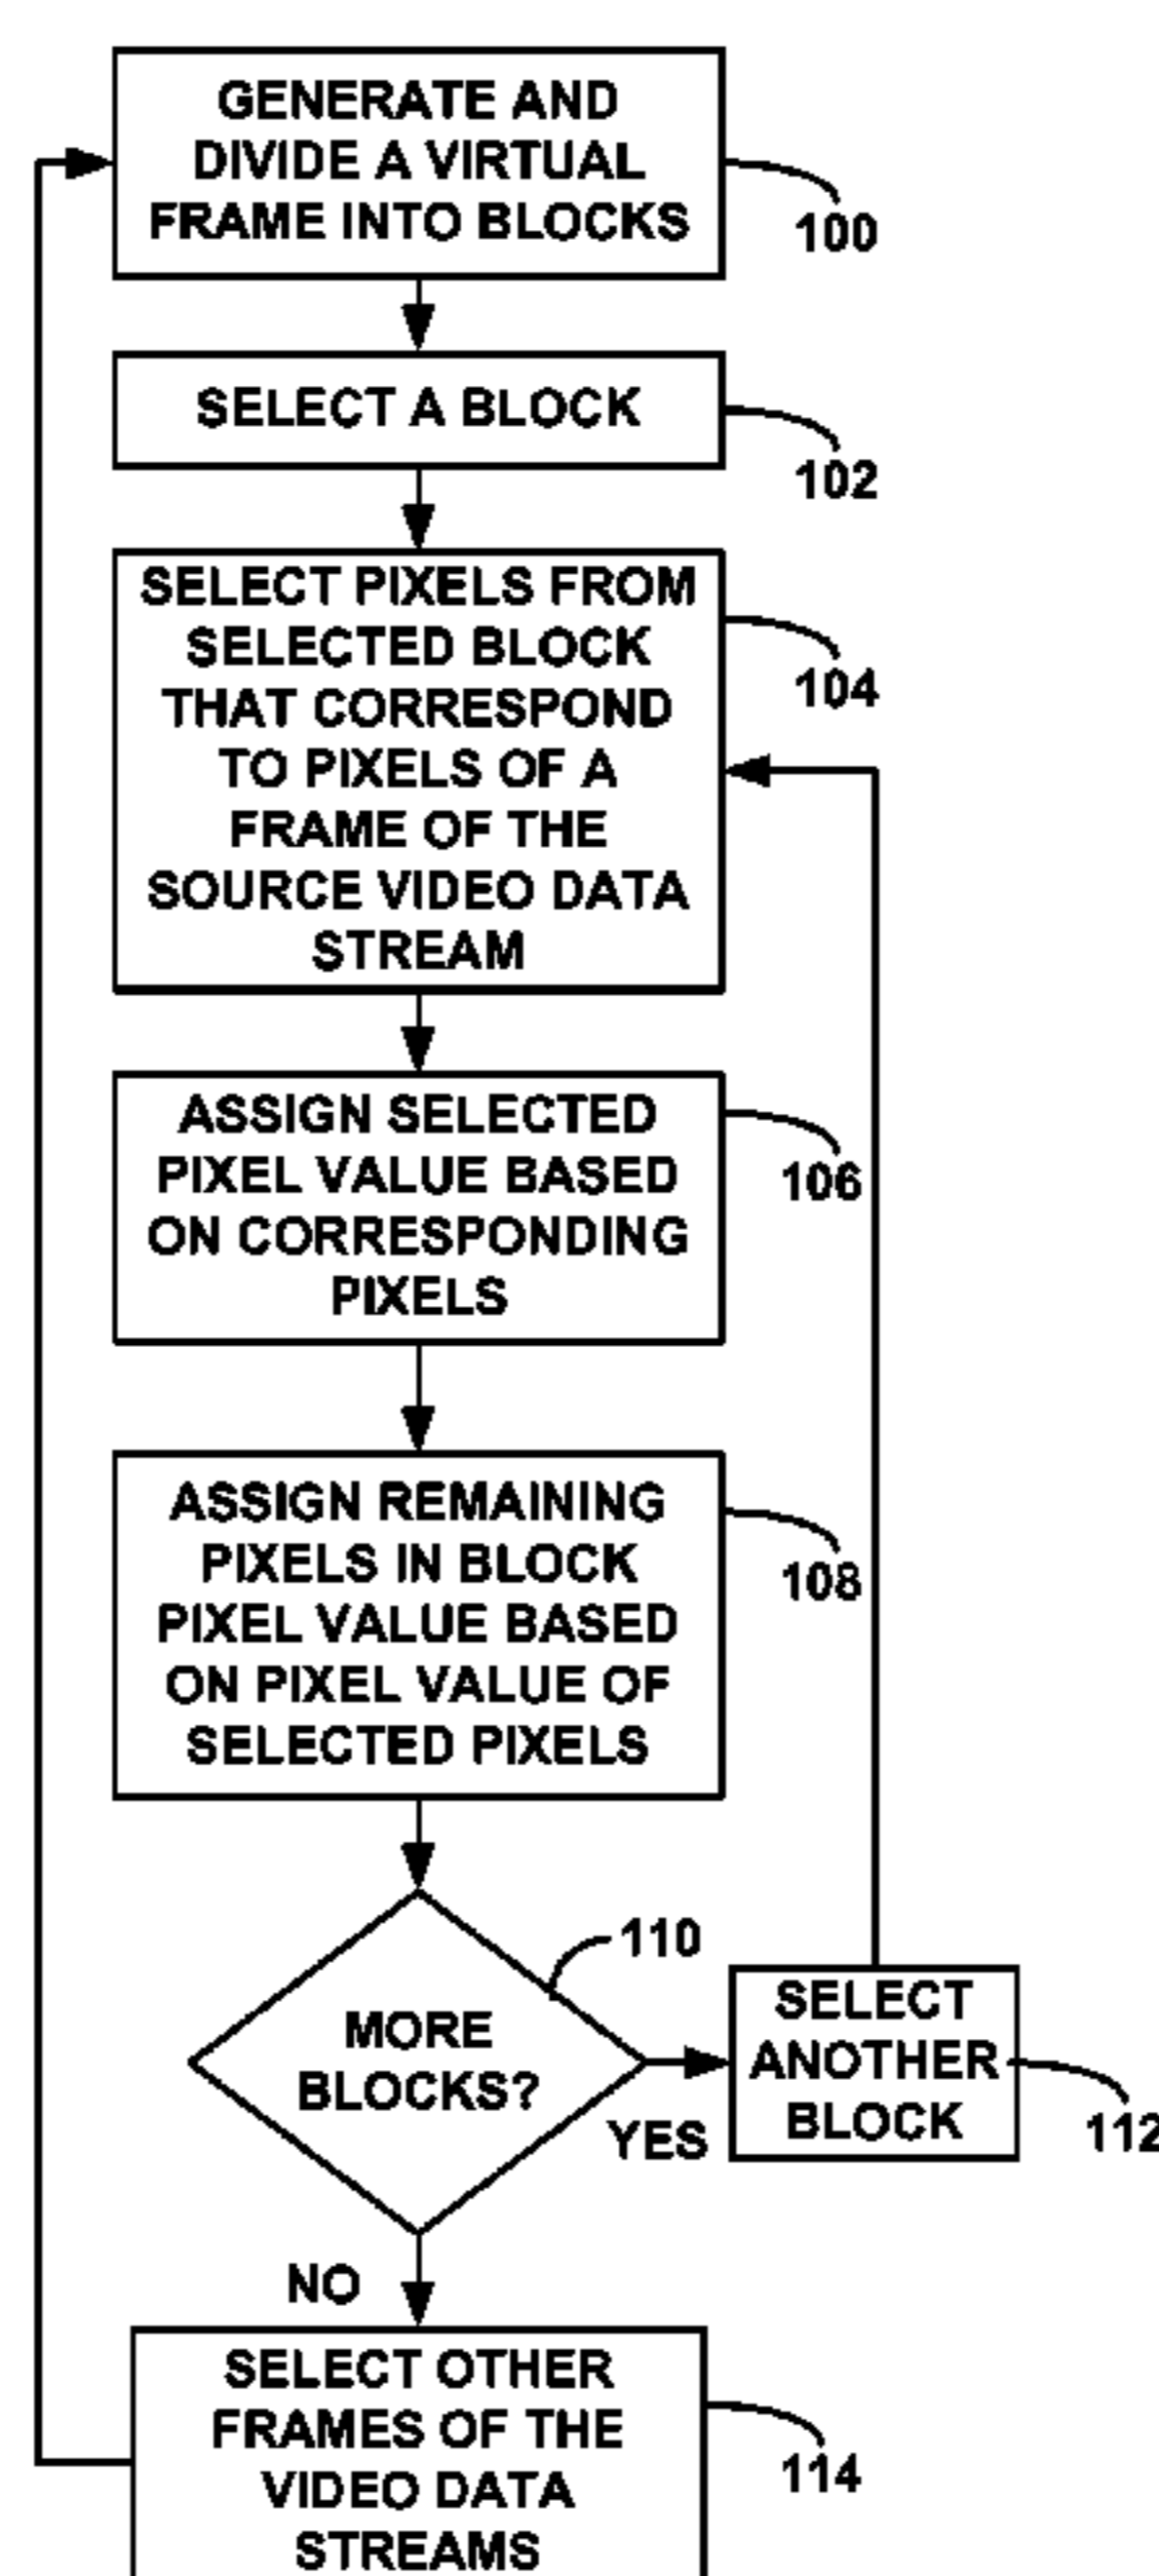 GENERATE AND
DIVIDE A VIRTUAL
FRAME INTO BLOCKS
100
SELECT A BLOCK
102
SELECT PIXELS FROM
SELECTED BLOCK
THAT CORRESPOND
TO PIXELS OF A
FRAME OF THE
SOURCE VIDEO DATA
STREAM
104
ASSIGN SELECTED
PIXEL VALUE BASED
ON CORRESPONDING
PIXELS
106
ASSIGN REMAINING
PIXELS IN BLOCK
PIXEL VALUE BASED
ON PIXEL VALUE OF
SELECTED PIXELS
108
110
MORE
BLOCKS?
YES
SELECT
ANOTHER
BLOCK
112
NO
SELECT OTHER
FRAMES OF THE
VIDEO DATA
STREAMS
114